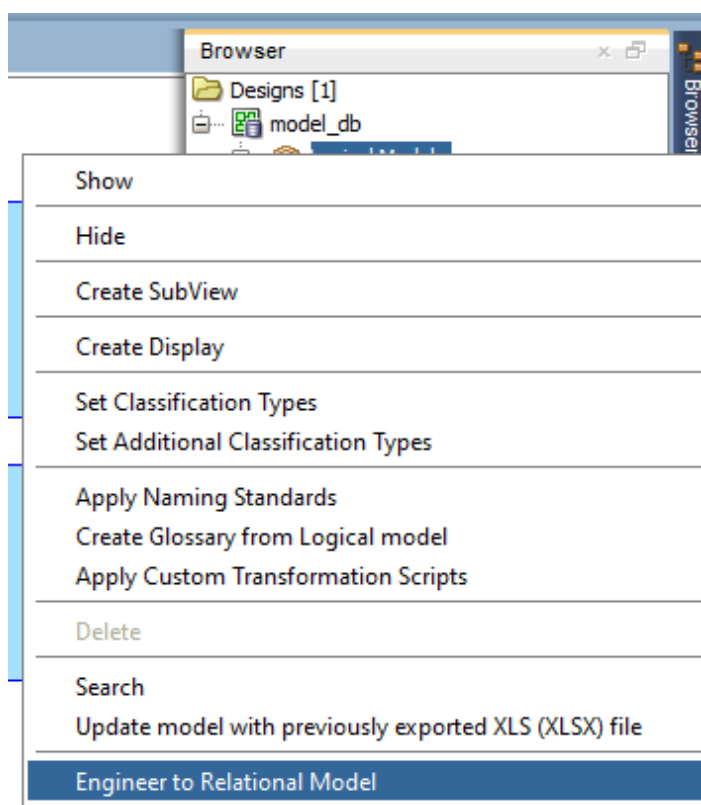 Browser
Designs [1]
Browser
model_db
Show
Hide
Create SubView
Create Display
Set Classification Types
Set Additional Classification Types
Apply Naming Standards
Create Glossary from Logical model
Apply Custom Transformation Scripts
Delete
Search
Update model with previously exported XLS (XLSX) file
Engineer to Relational Model